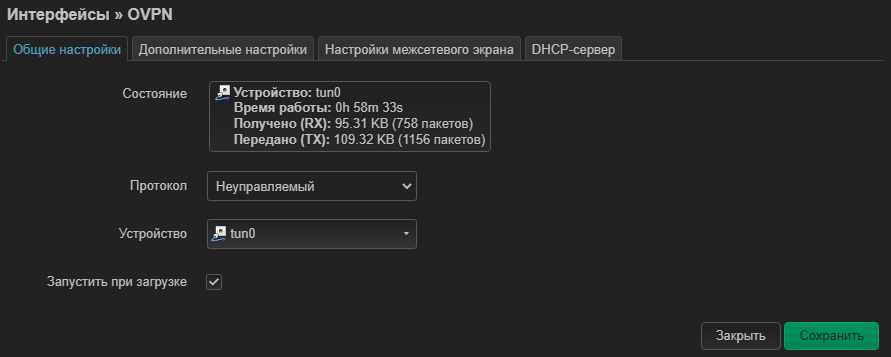 Интерфейсы » OVPN
Общие настройки
Дополнительные настройки
Настройки межсетевого экрана
DHCP-сервер
Состояние
Устройство: tun0
Время работы: 0h 58m 33s
Получено (RX): 95.31 KB (758 пакетов)
Передано (TX): 109.32 KB (1156 пакетов)
Протокол
Неуправляемый
Устройство
tun0
Запустить при загрузке
Закрыть
Сохранить